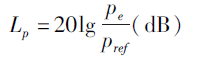 L_p = 20lg p_e/p_ref (dB)